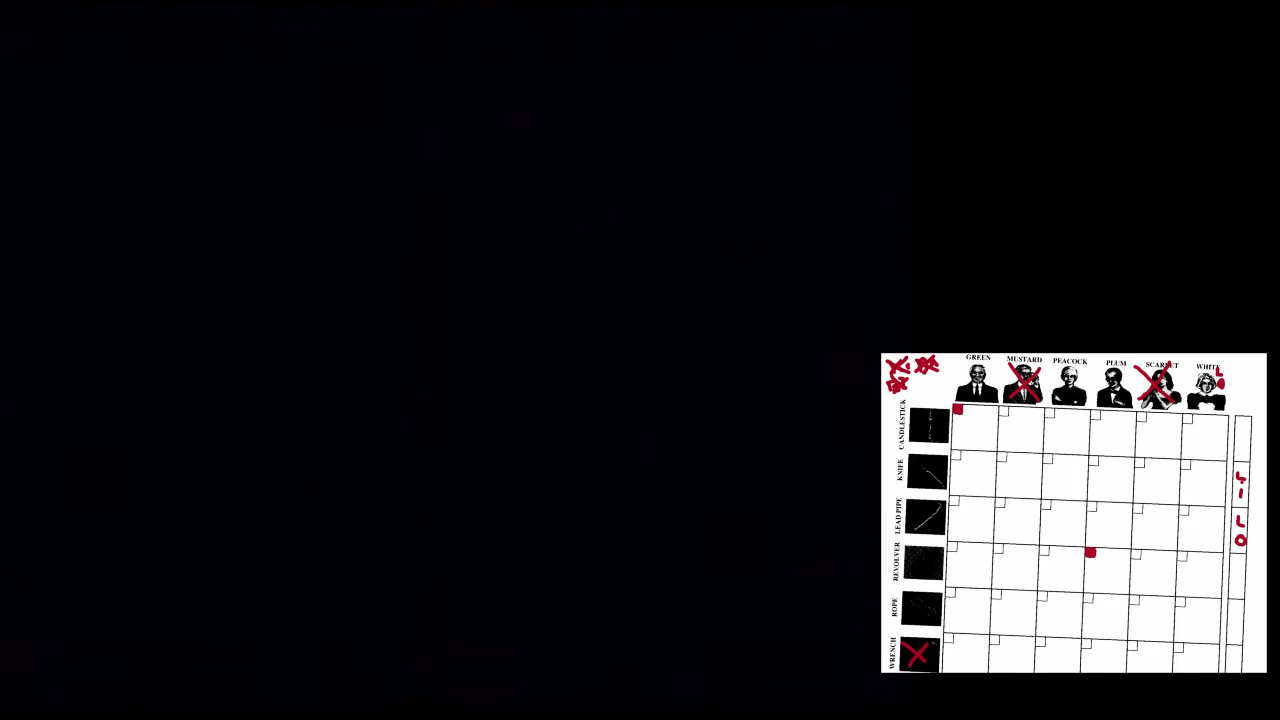 GREEN MUSTARD PEACOCK PLUM SCARLET WHITE
CANDLESTICK
KNIFE
LEAD PIPE
REVOLVER
ROPE
WRENCH